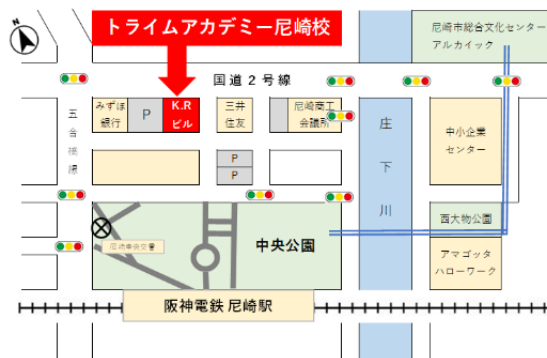 N
トライムアカデミー尼崎校
尼崎市総合文化センター
アルカイック
国道2号線
五合橋線
みずほ
銀行
P
K.R
ビル
三井
住友
尼崎商工
会議所
庄下川
中小企業
センター
P
P
西大物公園
尼崎中央交番
中央公園
アマゴッタ
ハローワーク
阪神電鉄 尼崎駅